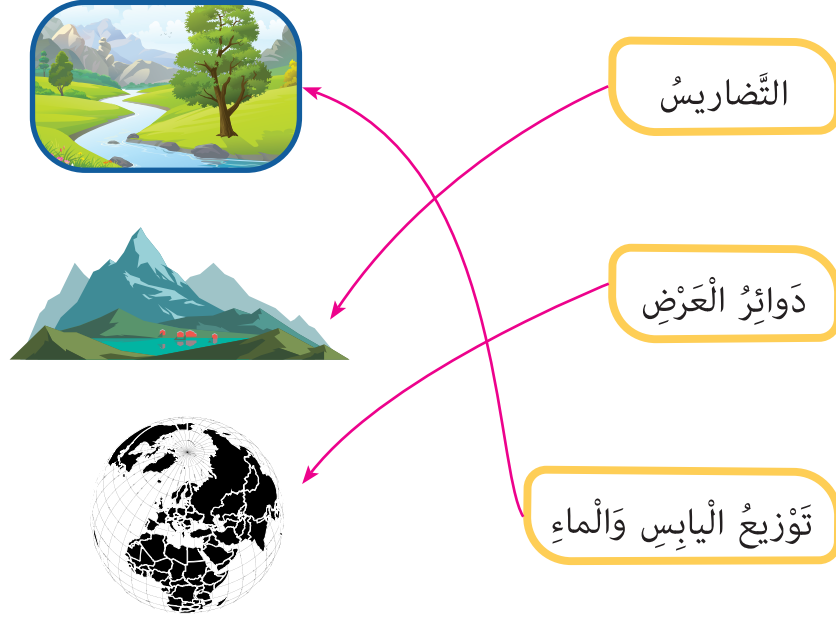 التَّضاريسُ
دَوائِرُ الْعَرْضِ
تَوْزيعُ الْيابِسِ وَالْماءِ